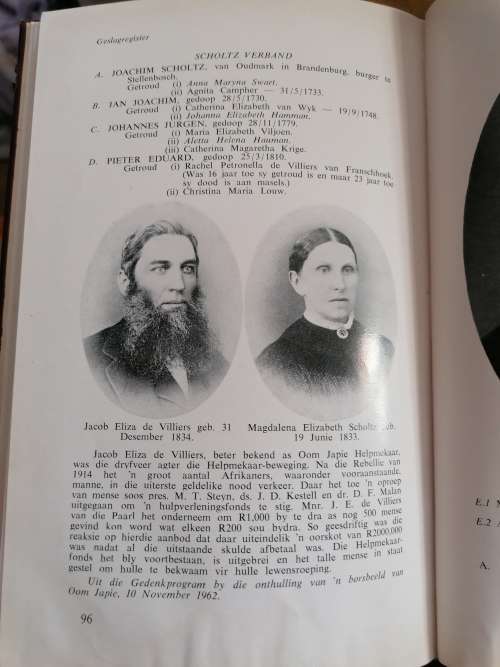 Geslagregister
SCHOLTZ VERBAND
A. JOACHIM SCHOLTZ, van Oudmark in Brandenburg, burger te
Stellenbosch.
Getroud (i) Anna Maryna Swart.
(ii) Agnita Campher — 31/5/1733.
B. JAN JOACHIM, gedoop 28/5/1730.
Getroud (i) Catherina Elizabeth van Wyk — 19/9/1748.
(ii) Johanna Elizabeth Hamman.
C. JOHANNES JURGEN, gedoop 28/11/1779.
Getroud (i) Maria Elizabeth Viljoen.
(ii) Aletta Helena Hauman.
(iii) Catharina Magaretha Krige.
D. PIETER EDUARD, gedoop 25/3/1810.
Getroud (i) Rachel Petronella de Villiers van Franschhoek.
(Was 16 jaar toe sy getroud is en maar 23 jaar toe
sy dood is aan masels.)
(ii) Christina Maria Louw.
Jacob Eliza de Villiers geb. 31
Desember 1834.
Magdalena Elizabeth Scholtz geb.
19 Junie 1833.
Jacob Eliza de Villiers, beter bekend as Oom Japie Helpmekaar,
was die dryfveer agter die Helpmekaar-beweging. Na die Rebellie van
1914 het 'n groot aantal Afrikaners, waaronder vooraanstaande
manne, in die uiterste geldelike nood verkeer. Daar het toe 'n oproep
van mense soos pres. M. T. Steyn, ds. J. D. Kestell en dr. D. F. Malan
uitgegaan om 'n hulpverleningsfonds te stig. Mnr. J. E. de Villiers
van die Paarl het onderneem om R1,000 by te dra as nog 500 mense
gevind kon word wat elkeen R200 sou bydra. So geesdriftig was die
reaksie op hierdie aanbod dat daar uiteindelik 'n oorskot van R2000,000
was nadat al die uitstaande skulde afbetaal was. Die Helpmekaar-
fonds het bly voortbestaan, is uitgebrei en het talle mense in staat
gestel om hulle te bekwaam vir hulle lewensroeping.
Uit die Gedenkprogram by die onthulling van 'n borsbeeld van
Oom Japie, 10 November 1962.
96
E.1
E.2
A.